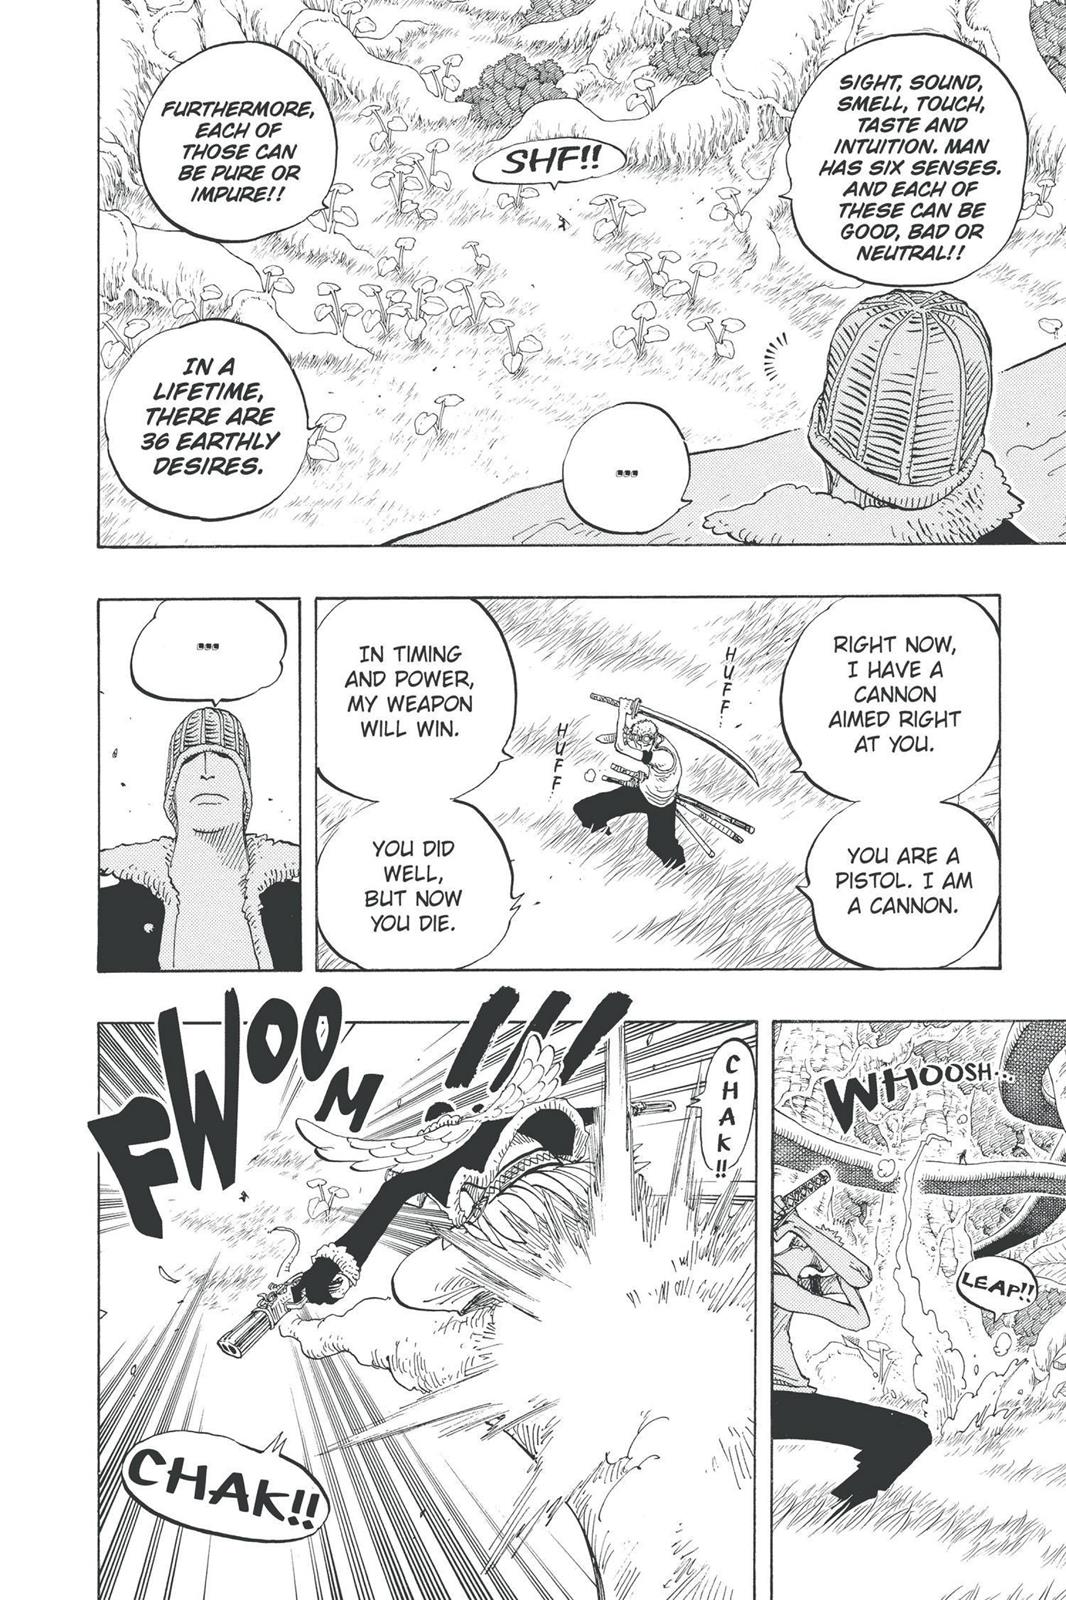 SIGHT, SOUND,
SMELL, TOUCH,
TASTE AND
INTUITION. MAN
HAS SIX SENSES.
AND EACH OF
THESE CAN BE
GOOD, BAD OR
NEUTRAL!!
SHF!!
FURTHERMORE,
EACH OF
THOSE CAN
BE PURE OR
IMPURE!!
IN A
LIFETIME,
THERE ARE
36 EARTHLY
DESIRES.
...
RIGHT NOW,
I HAVE A
CANNON
AIMED RIGHT
AT YOU.
YOU ARE A
PISTOL. I AM
A CANNON.
HUFF
HUFF
IN TIMING
AND POWER,
MY WEAPON
WILL WIN.
YOU DID
WELL,
BUT NOW
YOU DIE.
...
WHOOSH...
LEAP!!
CHAK!!
FWOOM!!!
CHAK!!